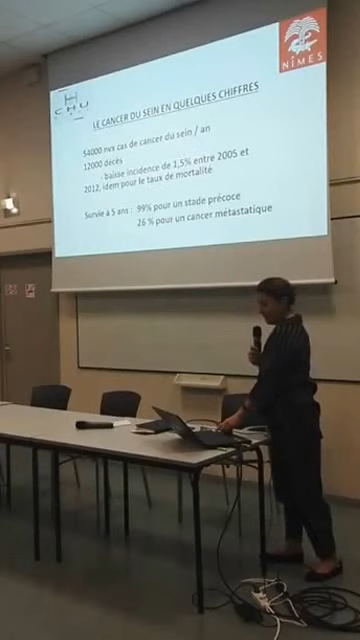 CHU
NÎMES
LE CANCER DU SEIN EN QUELQUES CHIFFRES
54000 nvx cas de cancer du sein / an
12000 décès
. baisse incidence de 1,5% entre 2005 et
2012, idem pour le taux de mortalité
Survie à 5 ans : 99% pour un stade précoce
26 % pour un cancer métastatique